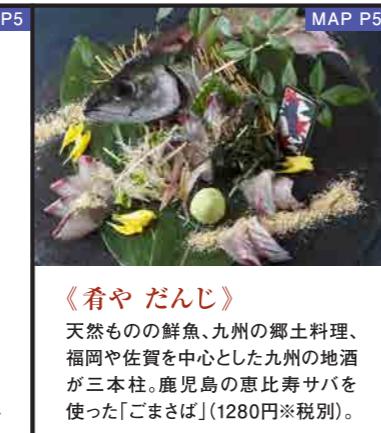 P5
MAP P5
《肴や だんじ》
天然ものの鮮魚、九州の郷土料理、
福岡や佐賀を中心とした九州の地酒
が三本柱。鹿児島の恵比寿サバを
使った「ごまさば」(1280円※税別)。